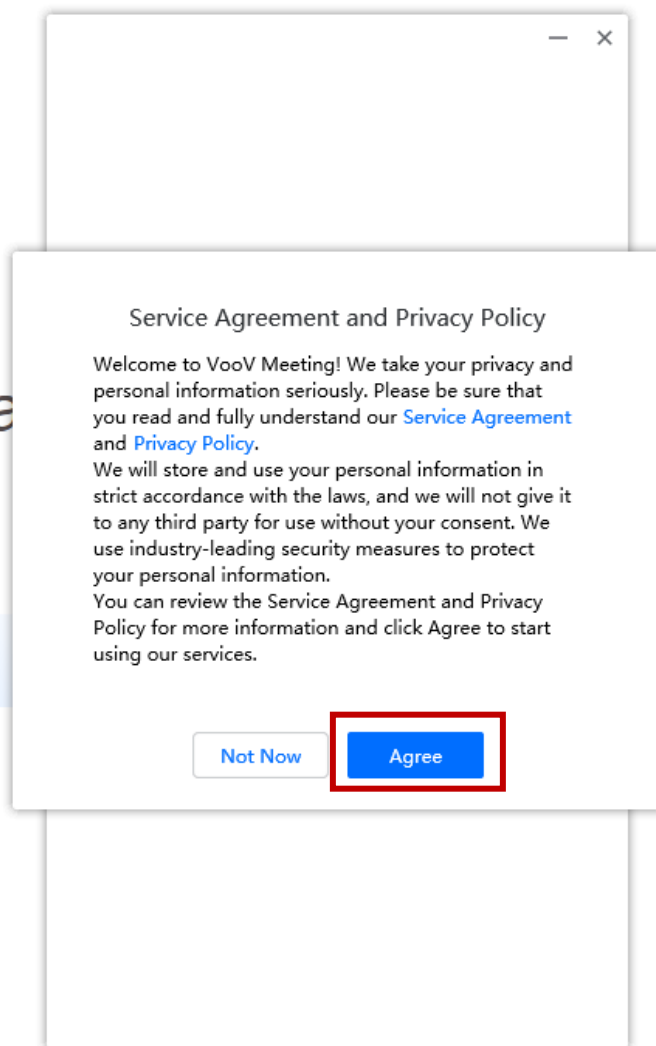 Service Agreement and Privacy Policy
Welcome to VooV Meeting! We take your privacy and
personal information seriously. Please be sure that
you read and fully understand our Service Agreement
and Privacy Policy.
We will store and use your personal information in
strict accordance with the laws, and we will not give it
to any third party for use without your consent. We
use industry-leading security measures to protect
your personal information.
You can review the Service Agreement and Privacy
Policy for more information and click Agree to start
using our services.
Not Now
Agree